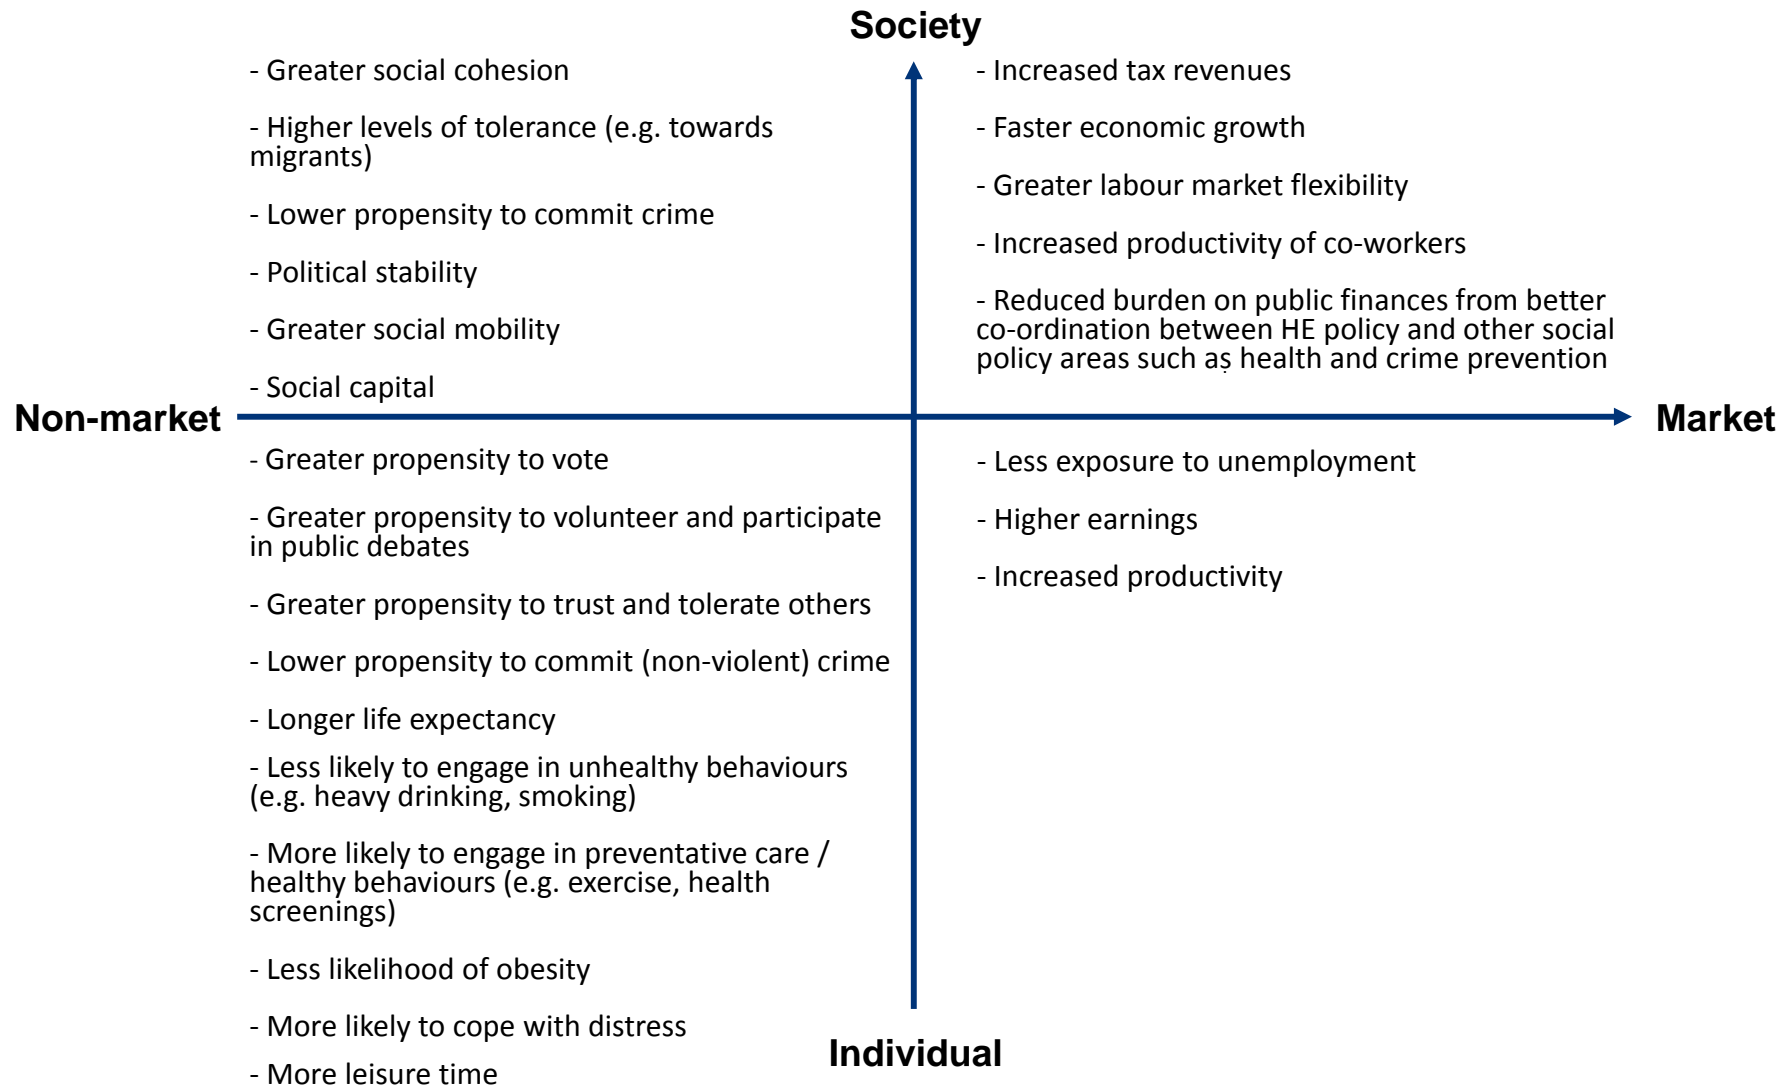 Society
- Greater social cohesion
- Higher levels of tolerance (e.g. towards
migrants)
- Lower propensity to commit crime
- Political stability
- Greater social mobility
- Social capital
- Increased tax revenues
- Faster economic growth
- Greater labour market flexibility
- Increased productivity of co-workers
- Reduced burden on public finances from better
co-ordination between HE policy and other social
policy areas such as health and crime prevention
.
Non-market
Market
- Greater propensity to vote
- Greater propensity to volunteer and participate
in public debates
- Greater propensity to trust and tolerate others
- Lower propensity to commit (non-violent) crime
- Longer life expectancy
- Less likely to engage in unhealthy behaviours
(e.g. heavy drinking, smoking)
- More likely to engage in preventative care /
healthy behaviours (e.g. exercise, health
screenings)
- Less likelihood of obesity
- More likely to cope with distress
- More leisure time
- Less exposure to unemployment
- Higher earnings
- Increased productivity
Individual